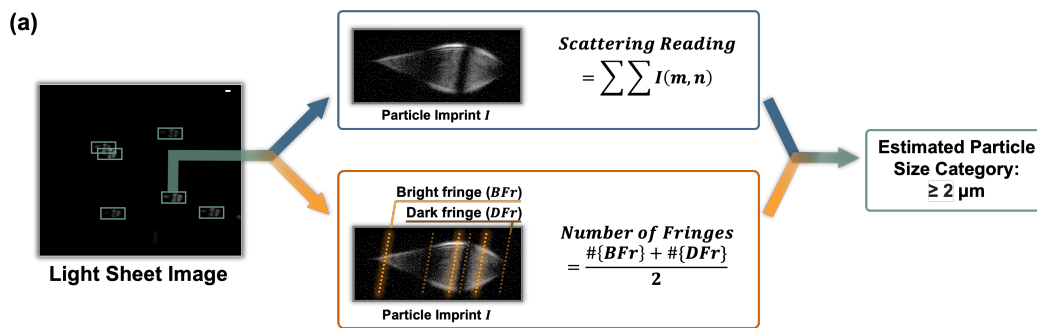 (a)
Light Sheet Image
Particle Imprint I
Scattering Reading
= ∑ ∑ I(m, n)
Bright fringe (BFr)
Dark fringe (DFr)
Particle Imprint I
Number of Fringes
= #{BFr} + #{DFr}
2
Estimated Particle
Size Category:
≥ 2 μm